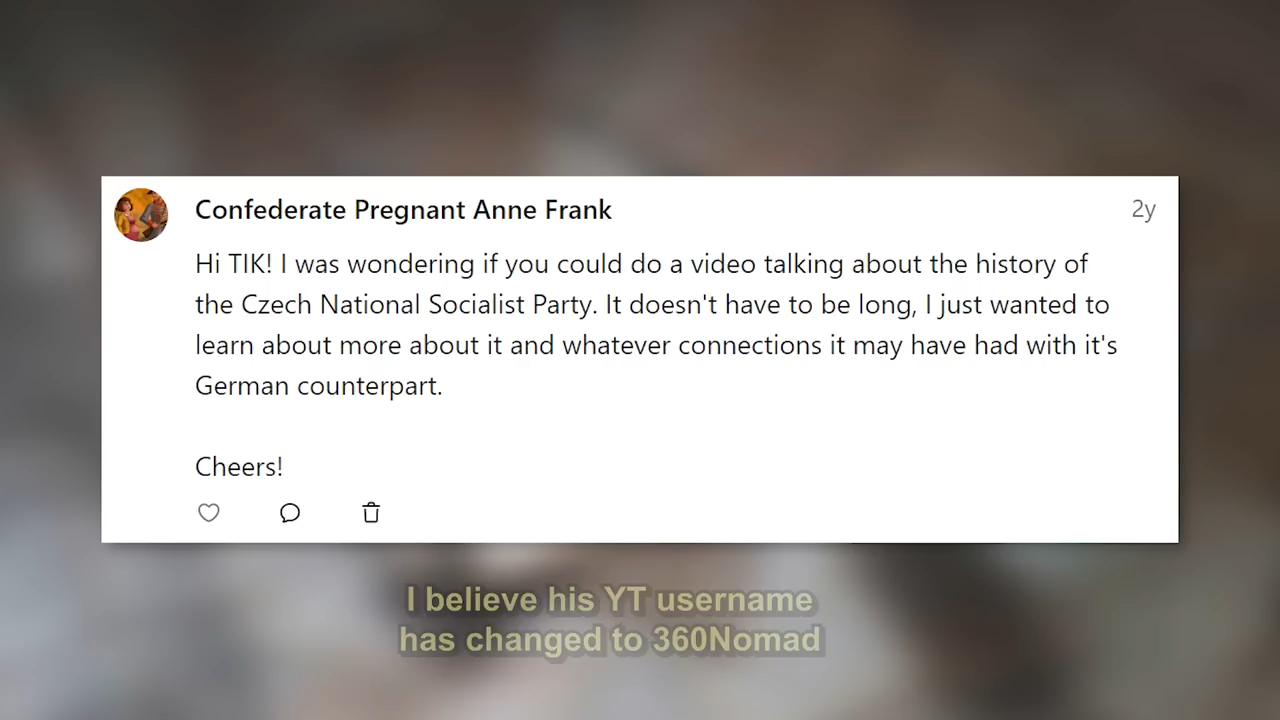 Confederate Pregnant Anne Frank
2y
Hi TIK! I was wondering if you could do a video talking about the history of
the Czech National Socialist Party. It doesn't have to be long, I just wanted to
learn about more about it and whatever connections it may have had with it's
German counterpart.
Cheers!
I believe his YT username
has changed to 360Nomad